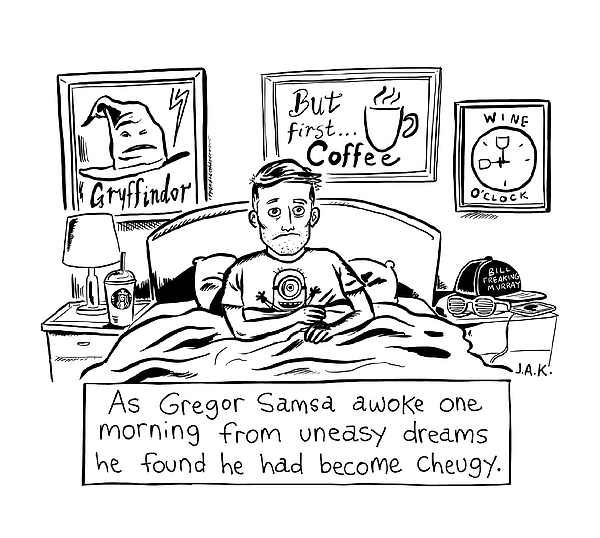 Gryffindor
But
first...
Coffee
WINE
O'CLOCK
BILL
FREAKING
MURRAY
J.A.K.
As Gregor Samsa awoke one
morning from uneasy dreams
he found he had become Cheugy.